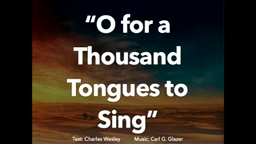 “O for a
Thousand
Tongues to
Sing”
Text: Charles Wesley Music: Carl G. Glazer